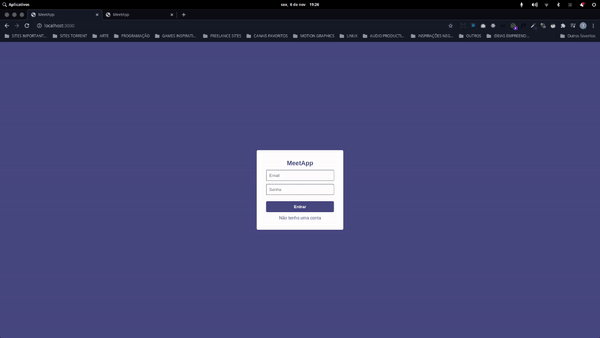 Aplicativos
sex, 6 de nov 15:26
MeetApp
MeetApp
localhost:3000
SITES IMPORTANT...
SITES TORRENT
ARTE
PROGRAMAÇÃO
GAMES INSPIRATI...
FREELANCE SITES
CANAIS FAVORITOS
MOTION GRAPHICS
LINUX
AUDIO PRODUCTI...
INSPIRAÇÕES NEG...
OUTROS
IDEIAS EMPREEND...
Outros favoritos
MeetApp
Email
Senha
Entrar
Não tenho uma conta